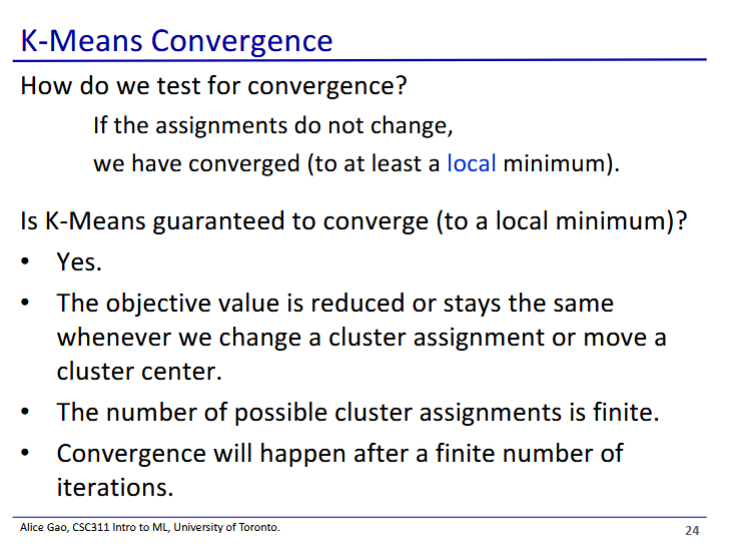 K-Means Convergence
How do we test for convergence?
If the assignments do not change,
we have converged (to at least a local minimum).
Is K-Means guaranteed to converge (to a local minimum)?
• Yes.
• The objective value is reduced or stays the same
whenever we change a cluster assignment or move a
cluster center.
• The number of possible cluster assignments is finite.
• Convergence will happen after a finite number of
iterations.
Alice Gao, CSC311 Intro to ML, University of Toronto.
24